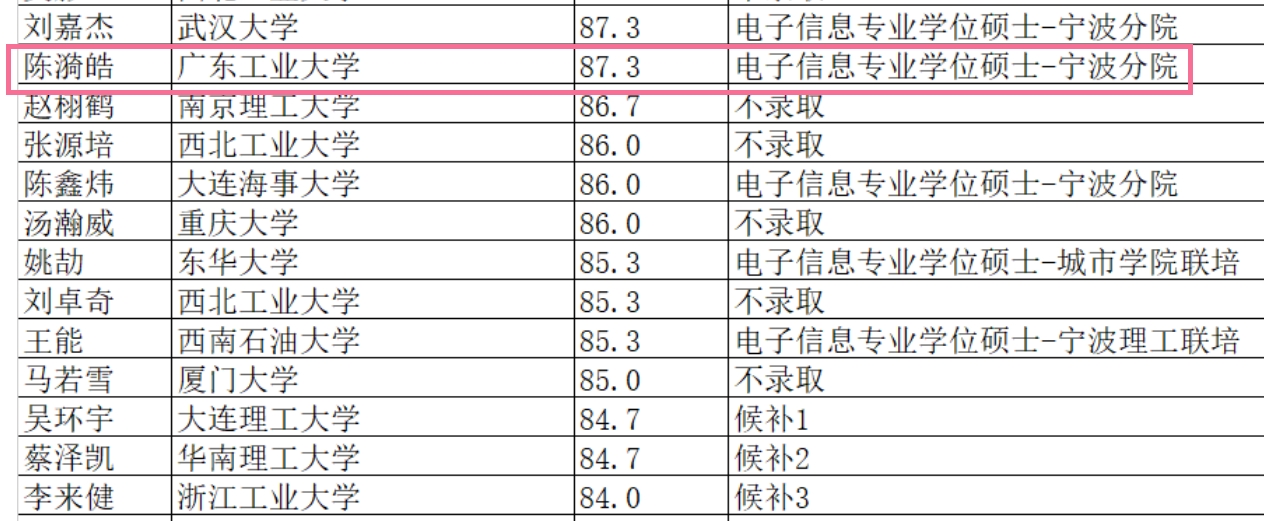 刘嘉杰 武汉大学 87.3 电子信息专业学位硕士-宁波分院
陈漪皓 广东工业大学 87.3 电子信息专业学位硕士-宁波分院
赵栩鹤 南京理工大学 86.7 不录取
张源培 西北工业大学 86.0 不录取
陈鑫炜 大连海事大学 86.0 电子信息专业学位硕士-宁波分院
汤瀚威 重庆大学 86.0 不录取
姚劼 东华大学 85.3 电子信息专业学位硕士-城市学院联培
刘卓奇 西北工业大学 85.3 不录取
王能 西南石油大学 85.3 电子信息专业学位硕士-宁波理工联培
马若雪 厦门大学 85.0 不录取
吴环宇 大连理工大学 84.7 候补1
蔡泽凯 华南理工大学 84.7 候补2
李来健 浙江工业大学 84.0 候补3